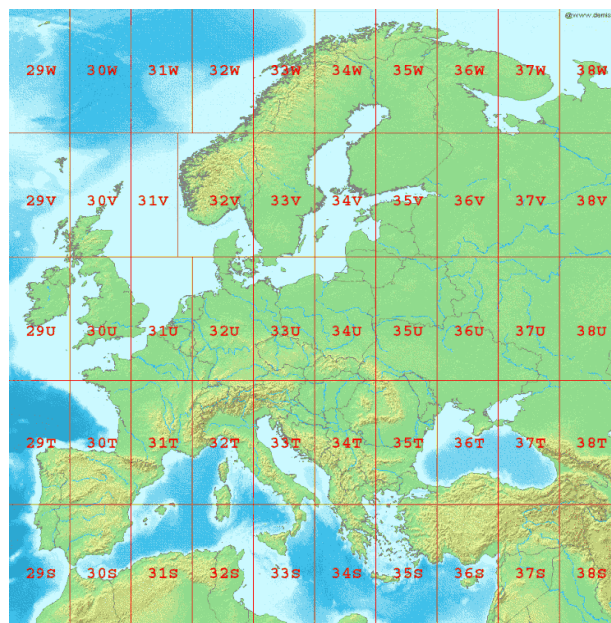 @www.demis
29W 30W 31W 32W 33W 34W 35W 36W 37W 38W
29V 30V 31V 32V 33V 34V 35V 36V 37V 38V
29U 30U 31U 32U 33U 34U 35U 36U 37U 38U
29T 30T 31T 32T 33T 34T 35T 36T 37T 38T
29S 30S 31S 32S 33S 34S 35S 36S 37S 38S